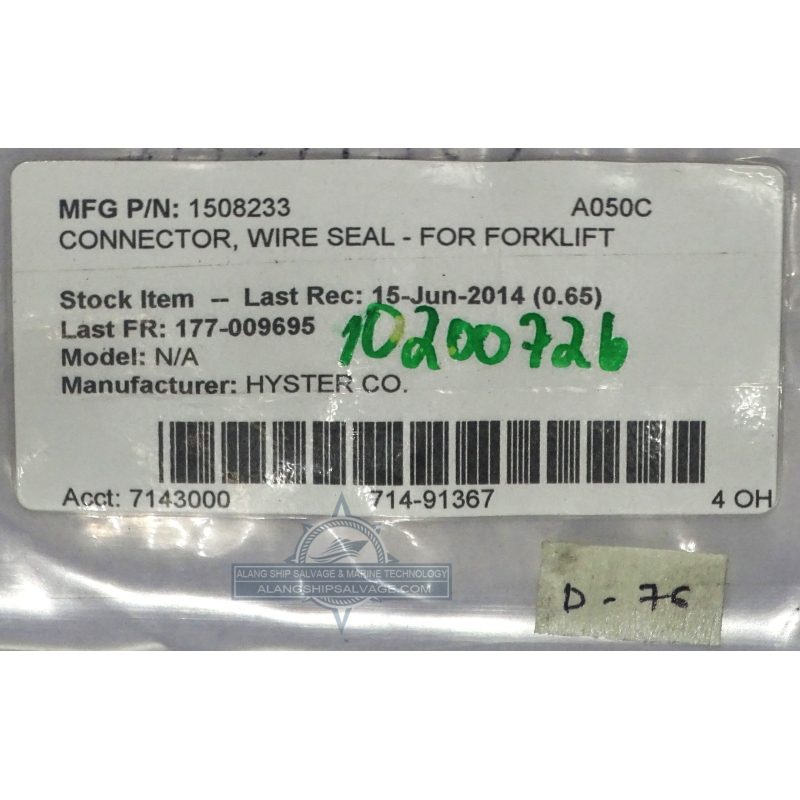 MFG P/N: 1508233 A050C
CONNECTOR, WIRE SEAL - FOR FORKLIFT
Stock Item -- Last Rec: 15-Jun-2014 (0.65)
Last FR: 177-009695
10200726
Model: N/A
Manufacturer: HYSTER CO.
Acct: 7143000 714-91367 4 OH
ALANG SHIP SALVAGE & MARINE TECHNOLOGY
ALANGSHIPSALVAGE.COM
D - 76